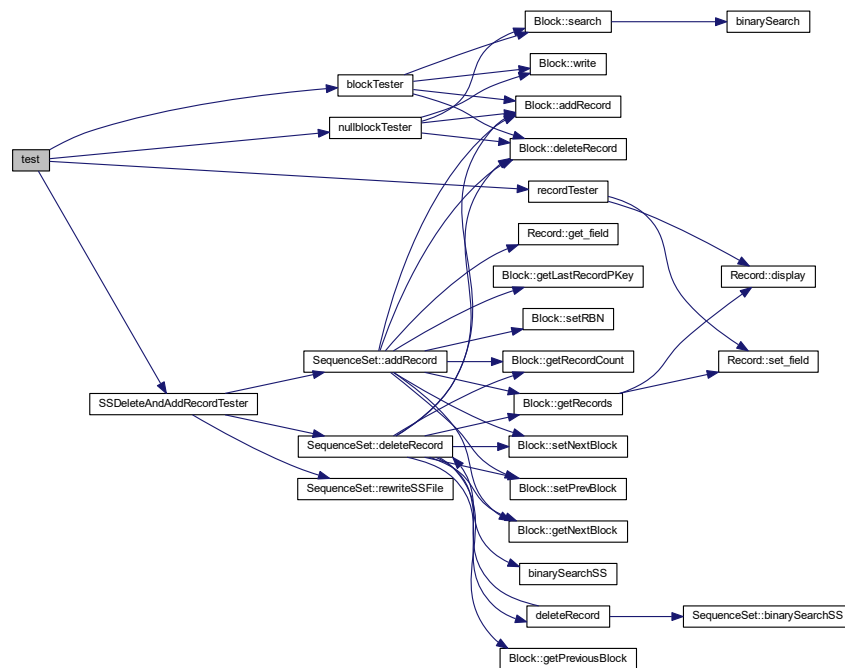 Block::search
binarySearch
Block::write
blockTester
Block::addRecord
nullblockTester
Block::deleteRecord
test
recordTester
Record::get_field
Block::getLastRecordPKey
Record::display
Block::setRBN
SequenceSet::addRecord
Block::getRecordCount
Record::set_field
SSDeleteAndAddRecordTester
Block::getRecords
SequenceSet::deleteRecord
Block::setNextBlock
SequenceSet::rewriteSSFile
Block::setPrevBlock
Block::getNextBlock
binarySearchSS
deleteRecord
SequenceSet::binarySearchSS
Block::getPreviousBlock